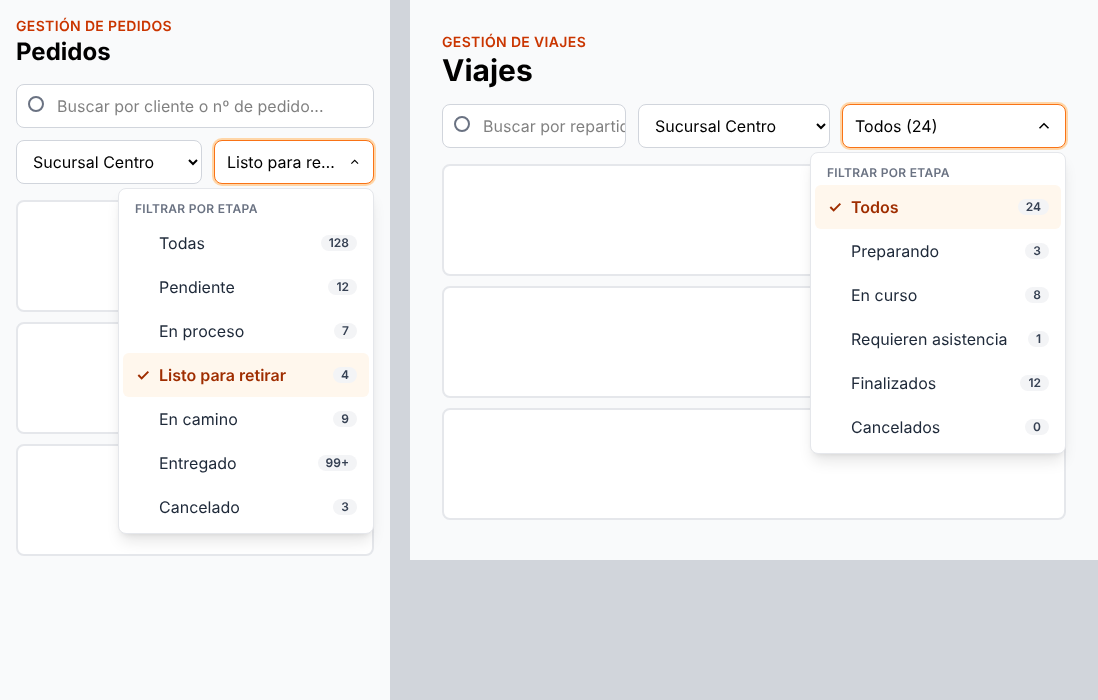 GESTIÓN DE PEDIDOS
Pedidos
Buscar por cliente o nº de pedido...
Sucursal Centro
Listo para re...
FILTRAR POR ETAPA
Todas 128
Pendiente 12
En proceso 7
Listo para retirar 4
En camino 9
Entregado 99+
Cancelado 3
GESTIÓN DE VIAJES
Viajes
Buscar por repartid
Sucursal Centro
Todos (24)
FILTRAR POR ETAPA
Todos 24
Preparando 3
En curso 8
Requieren asistencia 1
Finalizados 12
Cancelados 0